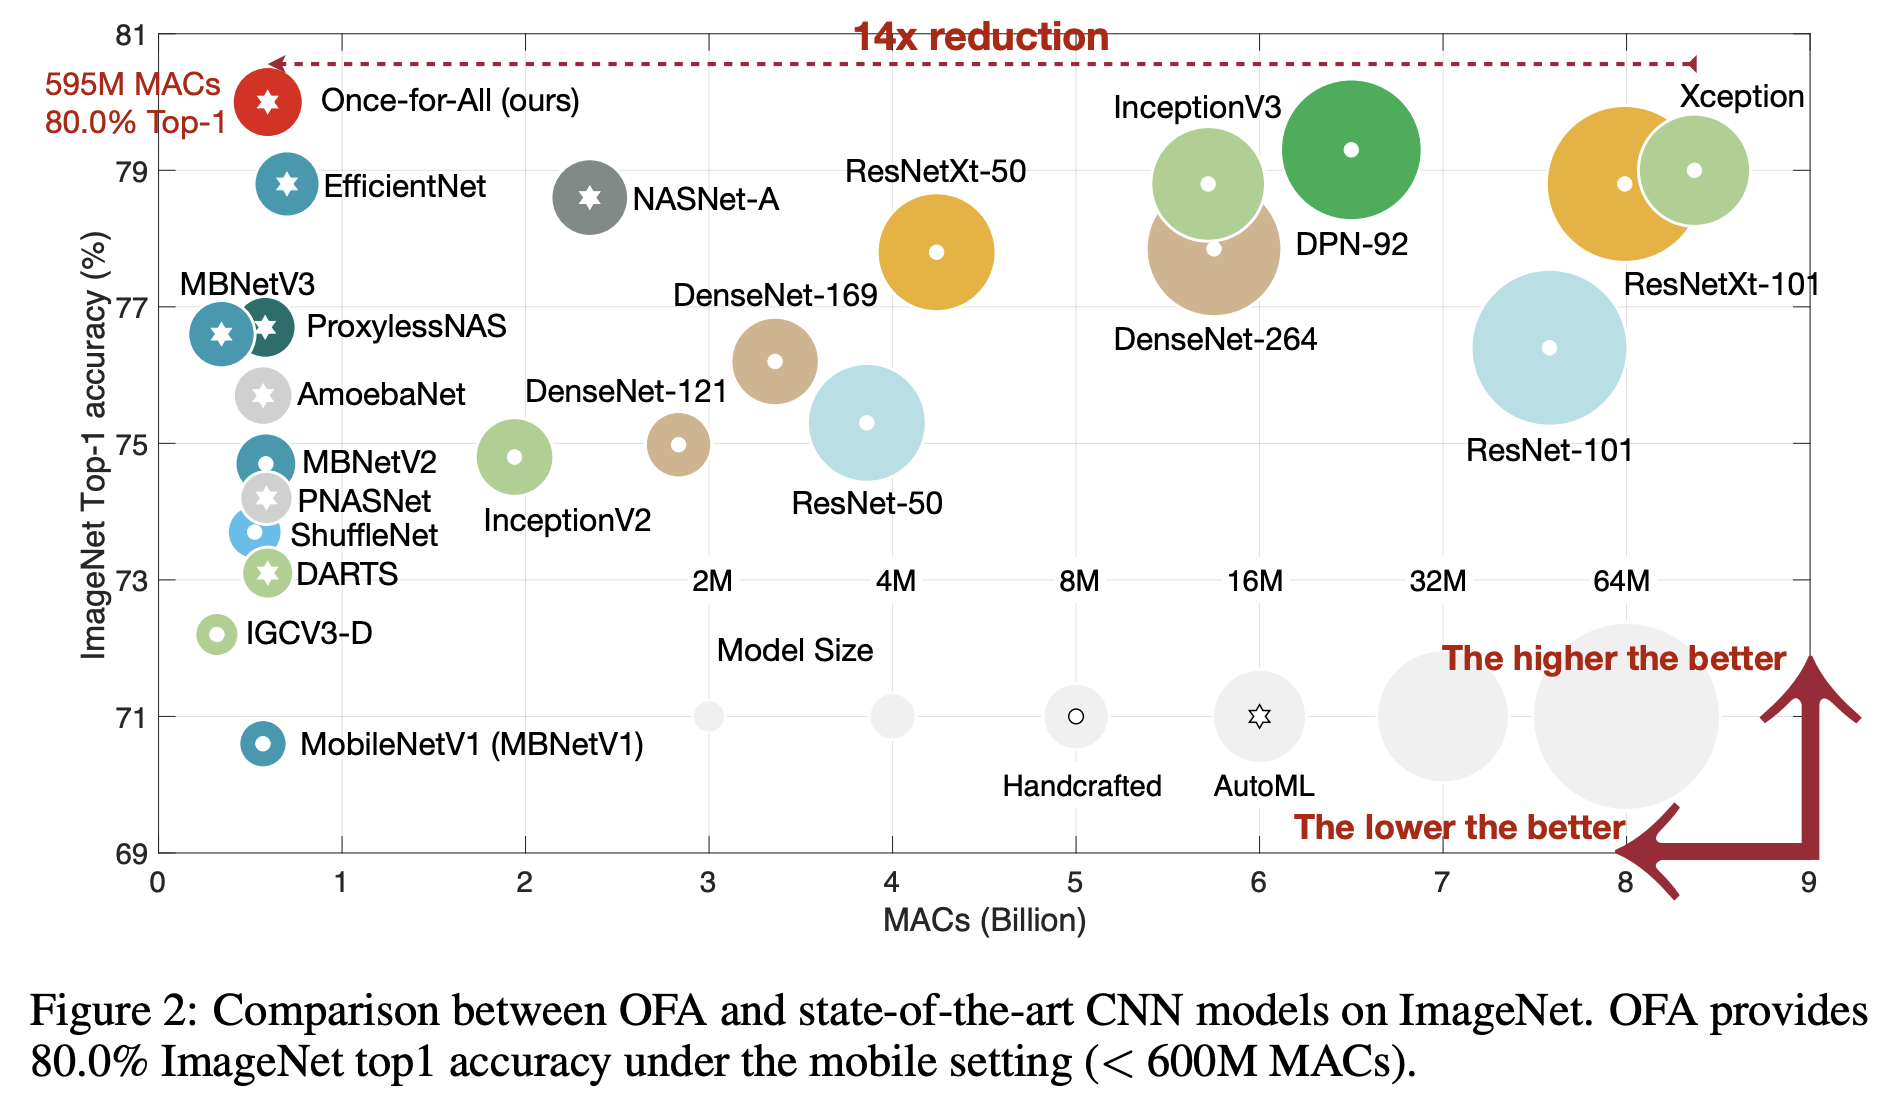 81
14x reduction
595M MACs
80.0% Top-1
Once-for-All (ours)
InceptionV3
Xception
79
EfficientNet
NASNet-A
ResNetXt-50
DPN-92
ResNetXt-101
MBNetV3
77
ProxylessNAS
DenseNet-169
DenseNet-264
AmoebaNet
DenseNet-121
75
MBNetV2
ResNet-101
PNASNet
ResNet-50
InceptionV2
ShuffleNet
73
DARTS
2M 4M 8M 16M 32M 64M
IGCV3-D
Model Size
The higher the better
71
MobileNetV1 (MBNetV1)
Handcrafted AutoML
The lower the better
69
0 1 2 3 4 5 6 7 8 9
MACs (Billion)
ImageNet Top-1 accuracy (%)
Figure 2: Comparison between OFA and state-of-the-art CNN models on ImageNet. OFA provides
80.0% ImageNet top1 accuracy under the mobile setting (< 600M MACs).